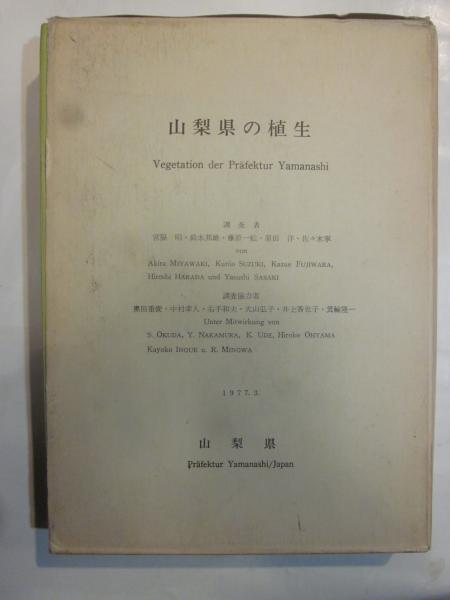 山梨県の植生
Vegetation der Präfektur Yamanashi
調査者
宮脇 昭・鈴木邦雄・藤原一絵・原田 洋・佐々木寧
von
Akira MIYAWAKI, Kunio SUZUKI, Kazue FUJIWARA,
Hiroshi HARADA und Yasushi SASAKI
調査協力者
奥田重俊・中村幸人・右手和夫・大山弘子・井上香世子・箕輪隆一
Unter Mitwirkung von
S. OKUDA, Y. NAKAMURA, K. UDE, Hiroko OHYAMA
Kayoko INOUE u. R. MINOWA
1977.3.
山梨県
Präfektur Yamanashi/Japan